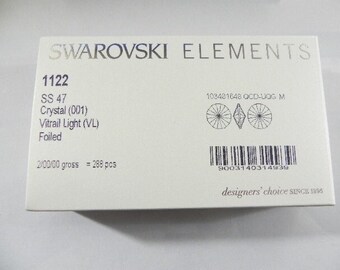 SWAROVSKI ELEMENTS
1122
SS 47
Crystal (001)
Vitrail Light (VL)
Foiled
2/00/00 gross = 288 pcs
9003140314939
designers' choice SINCE 1895